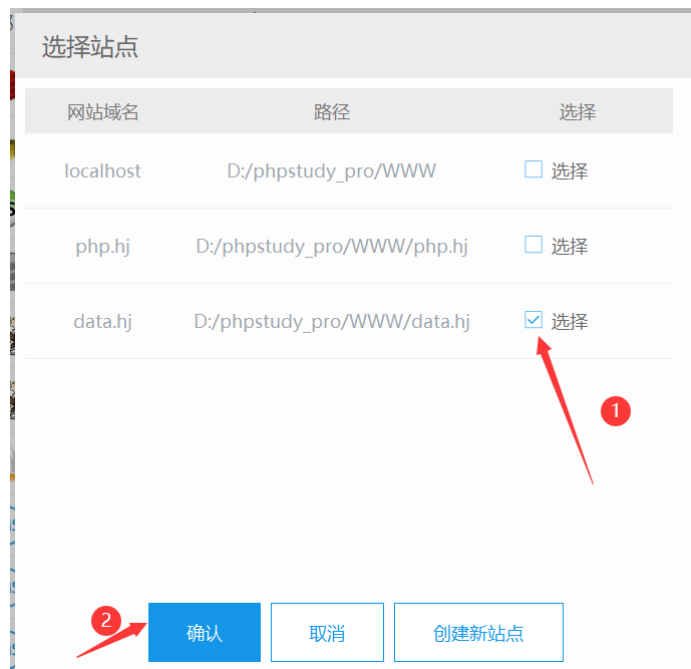 选择站点
网站域名 路径 选择
localhost D:/phpstudy_pro/WWW 选择
php.hj D:/phpstudy_pro/WWW/php.hj 选择
data.hj D:/phpstudy_pro/WWW/data.hj 选择
1
2 确认 取消 创建新站点